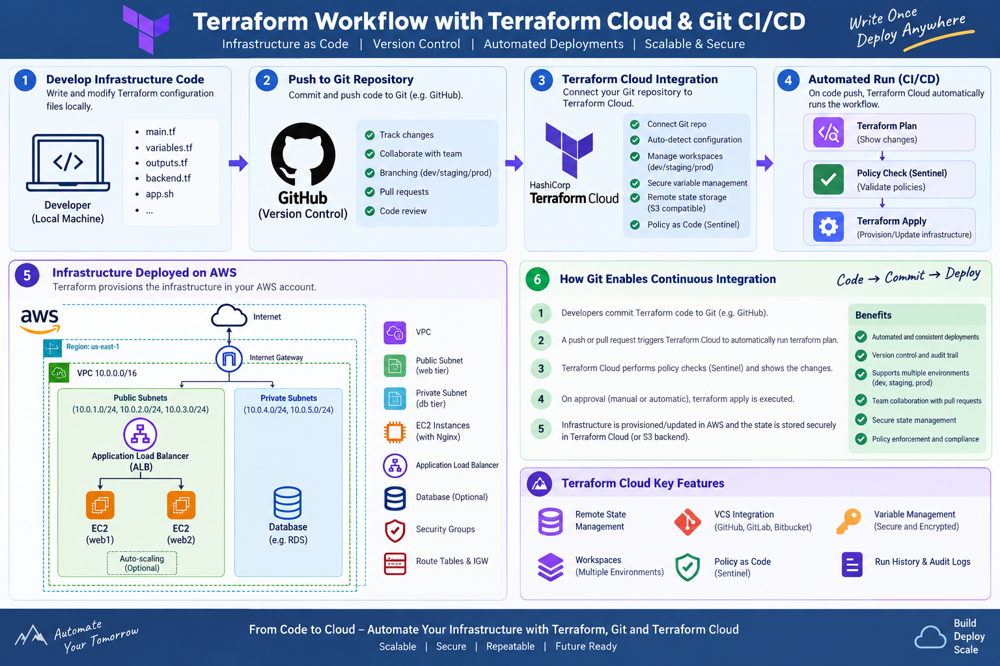 Terraform Workflow with Terraform Cloud & Git CI/CD
Infrastructure as Code | Version Control | Automated Deployments | Scalable & Secure
Write Once
Deploy Anywhere
1
Develop Infrastructure Code
Write and modify Terraform configuration
files locally.
• main.tf
• variables.tf
• outputs.tf
• backend.tf
• app.sh
• ...
</>
Developer
(Local Machine)
2
Push to Git Repository
Commit and push code to Git (e.g. GitHub).
GitHub
(Version Control)
Track changes
Collaborate with team
Branching (dev/staging/prod)
Pull requests
Code review
3
Terraform Cloud Integration
Connect your Git repository to
Terraform Cloud.
HashiCorp
Terraform Cloud
Connect Git repo
Auto-detect configuration
Manage workspaces
(dev/staging/prod)
Secure variable management
Remote state storage
(S3 compatible)
Policy as Code (Sentinel)
4
Automated Run (CI/CD)
On code push, Terraform Cloud automatically
runs the workflow.
Terraform Plan
(Show changes)
Policy Check (Sentinel)
(Validate policies)
Terraform Apply
(Provision/Update infrastructure)
5
Infrastructure Deployed on AWS
Terraform provisions the infrastructure in your AWS account.
aws
Internet
Region: us-east-1
Internet Gateway
VPC 10.0.0.0/16
Public Subnets
(10.0.1.0/24, 10.0.2.0/24, 10.0.3.0/24)
Application Load Balancer
(ALB)
EC2
(web1)
EC2
(web2)
Auto-scaling
(Optional)
Private Subnets
(10.0.4.0/24, 10.0.5.0/24)
Database
(e.g. RDS)
VPC
Public Subnet
(web tier)
Private Subnet
(db tier)
EC2 Instances
(with Nginx)
Application Load Balancer
Database (Optional)
Security Groups
Route Tables & IGW
6
How Git Enables Continuous Integration
Code → Commit → Deploy
1 Developers commit Terraform code to Git (e.g. GitHub).
2 A push or pull request triggers Terraform Cloud to automatically run terraform plan.
3 Terraform Cloud performs policy checks (Sentinel) and shows the changes.
4 On approval (manual or automatic), terraform apply is executed.
5 Infrastructure is provisioned/updated in AWS and the state is stored securely
in Terraform Cloud (or S3 backend).
Benefits
Automated and consistent deployments
Version control and audit trail
Supports multiple environments
(dev, staging, prod)
Team collaboration with pull requests
Secure state management
Policy enforcement and compliance
Terraform Cloud Key Features
Remote State
Management
VCS Integration
(GitHub, GitLab, Bitbucket)
Variable Management
(Secure and Encrypted)
Workspaces
(Multiple Environments)
Policy as Code
(Sentinel)
Run History & Audit Logs
Automate
Your Tomorrow
From Code to Cloud – Automate Your Infrastructure with Terraform, Git and Terraform Cloud
Scalable | Secure | Repeatable | Future Ready
Build
Deploy
Scale